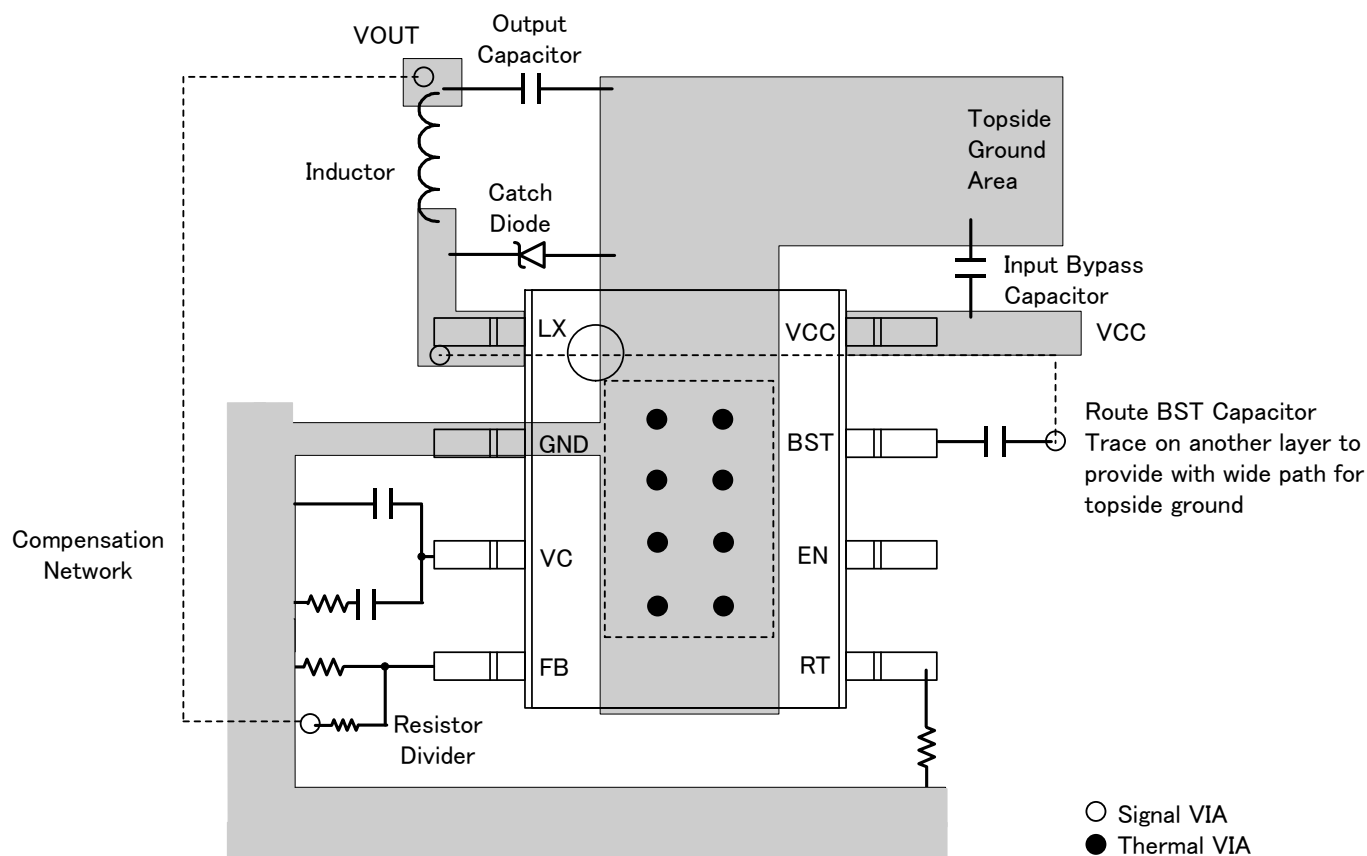 VOUT
Output
Capacitor
Topside
Ground
Area
Inductor
Catch
Diode
Input Bypass
Capacitor
LX
VCC
VCC
GND
BST
Route BST Capacitor
Trace on another layer to
provide with wide path for
topside ground
Compensation
Network
VC
EN
FB
RT
Resistor
Divider
Signal VIA
Thermal VIA